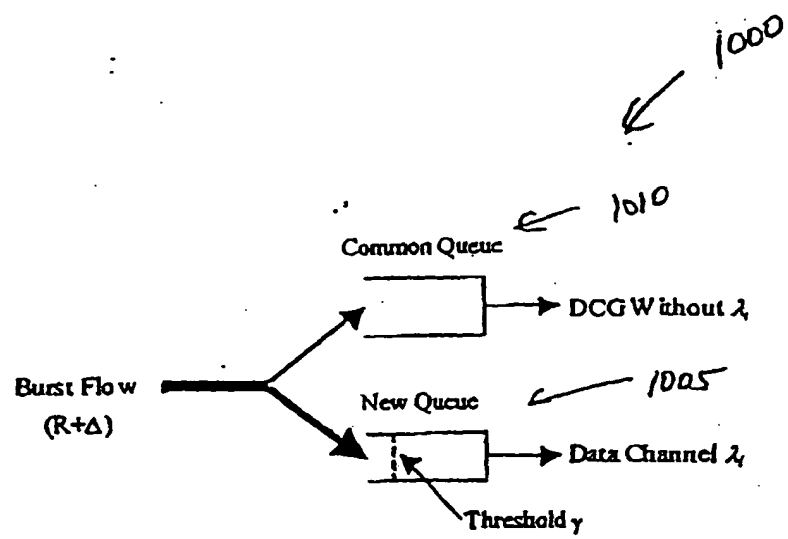 1000
1010
Common Queue
DCG Without λᵢ
Burst Flow
(R+Δ)
1005
New Queue
Data Channel λᵢ
Threshold γ